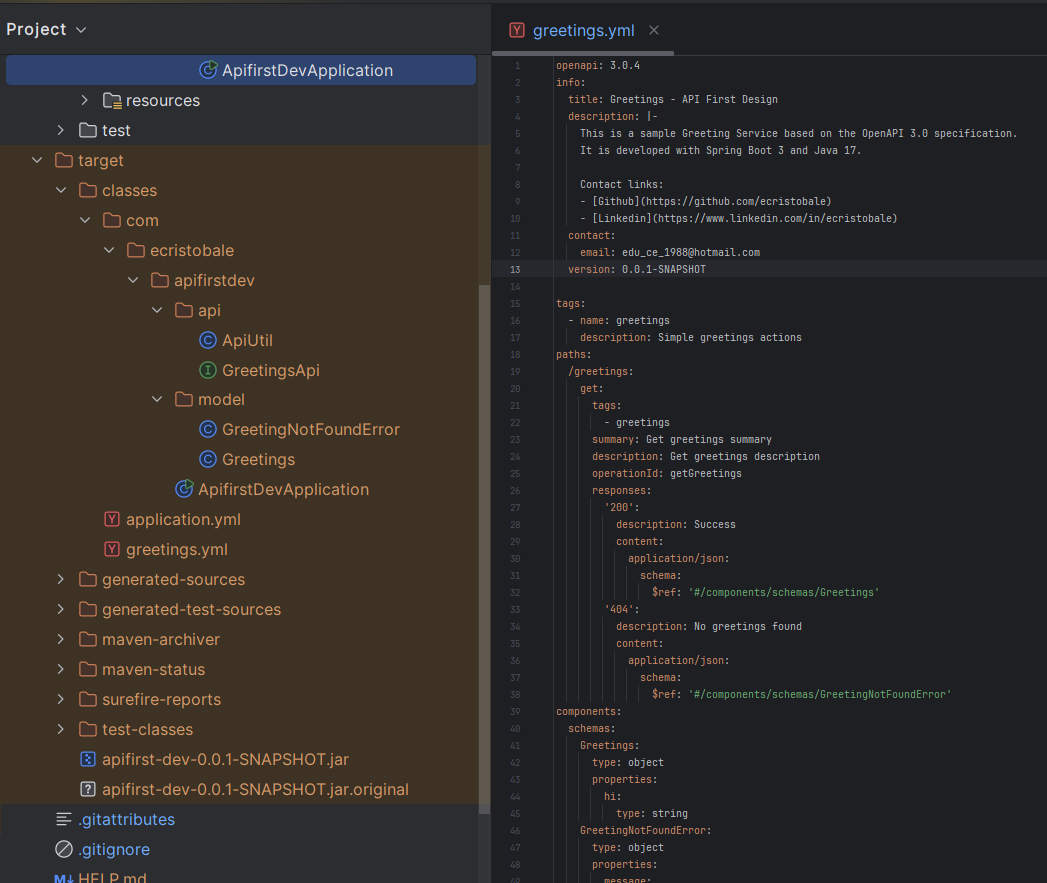 Project
ApifirstDevApplication
resources
test
target
classes
com
ecristobale
apifirstdev
api
ApiUtil
GreetingsApi
model
GreetingNotFoundError
Greetings
ApifirstDevApplication
application.yml
greetings.yml
generated-sources
generated-test-sources
maven-archiver
maven-status
surefire-reports
test-classes
apifirst-dev-0.0.1-SNAPSHOT.jar
apifirst-dev-0.0.1-SNAPSHOT.jar.original
.gitattributes
.gitignore
M↓ HELP.md
greetings.yml
1 openapi: 3.0.4
2 info:
3 title: Greetings - API First Design
4 description: |-
5 This is a sample Greeting Service based on the OpenAPI 3.0 specification.
6 It is developed with Spring Boot 3 and Java 17.
7
8 Contact links:
9 - [Github](https://github.com/ecristobale)
10 - [Linkedin](https://www.linkedin.com/in/ecristobale)
11 contact:
12 email: edu_ce_1988@hotmail.com
13 version: 0.0.1-SNAPSHOT
14
15 tags:
16 - name: greetings
17 description: Simple greetings actions
18 paths:
19 /greetings:
20 get:
21 tags:
22 - greetings
23 summary: Get greetings summary
24 description: Get greetings description
25 operationId: getGreetings
26 responses:
27 '200':
28 description: Success
29 content:
30 application/json:
31 schema:
32 $ref: '#/components/schemas/Greetings'
33 '404':
34 description: No greetings found
35 content:
36 application/json:
37 schema:
38 $ref: '#/components/schemas/GreetingNotFoundError'
39 components:
40 schemas:
41 Greetings:
42 type: object
43 properties:
44 hi:
45 type: string
46 GreetingNotFoundError:
47 type: object
48 properties:
49 message: